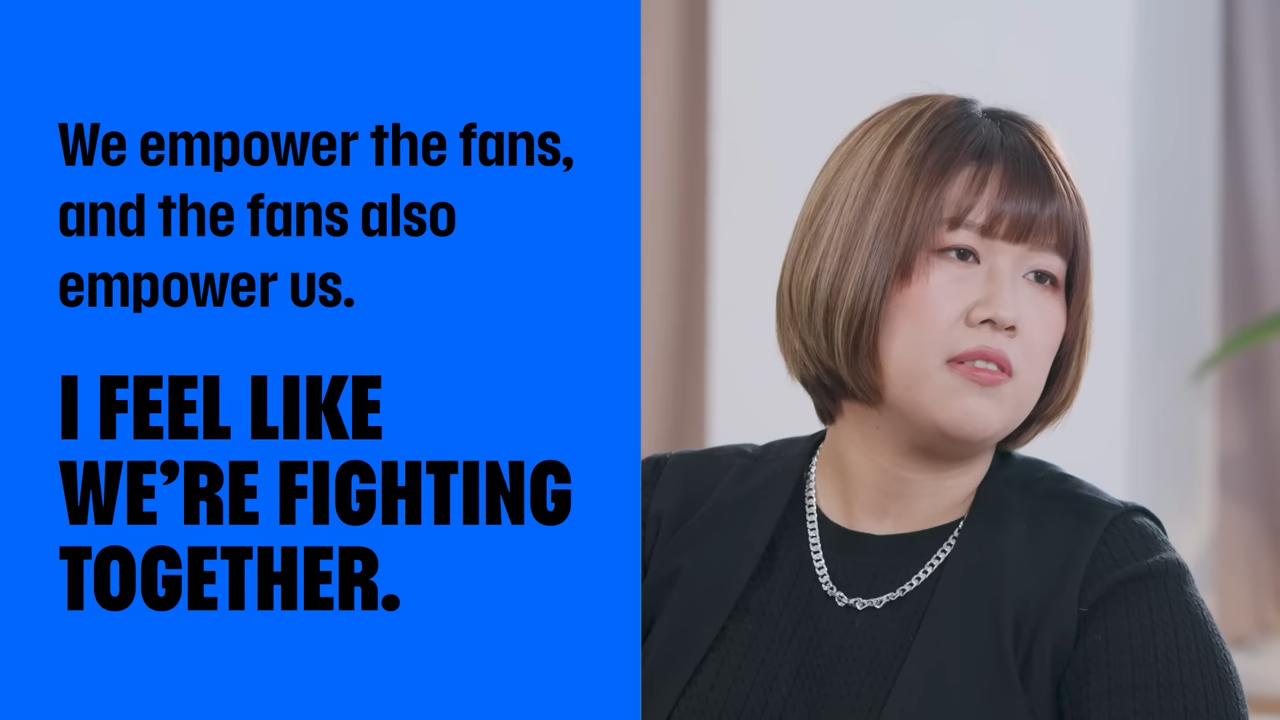 We empower the fans,
and the fans also
empower us.
I FEEL LIKE
WE’RE FIGHTING
TOGETHER.